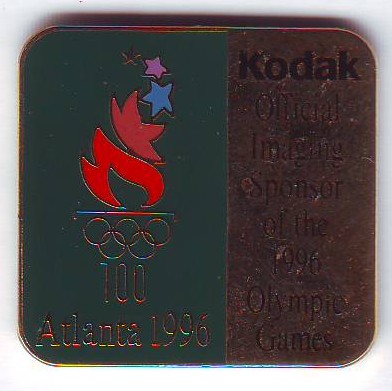 100
Atlanta 1996
Kodak
Official
Imaging
Sponsor
of the
1996
Olympic
Games